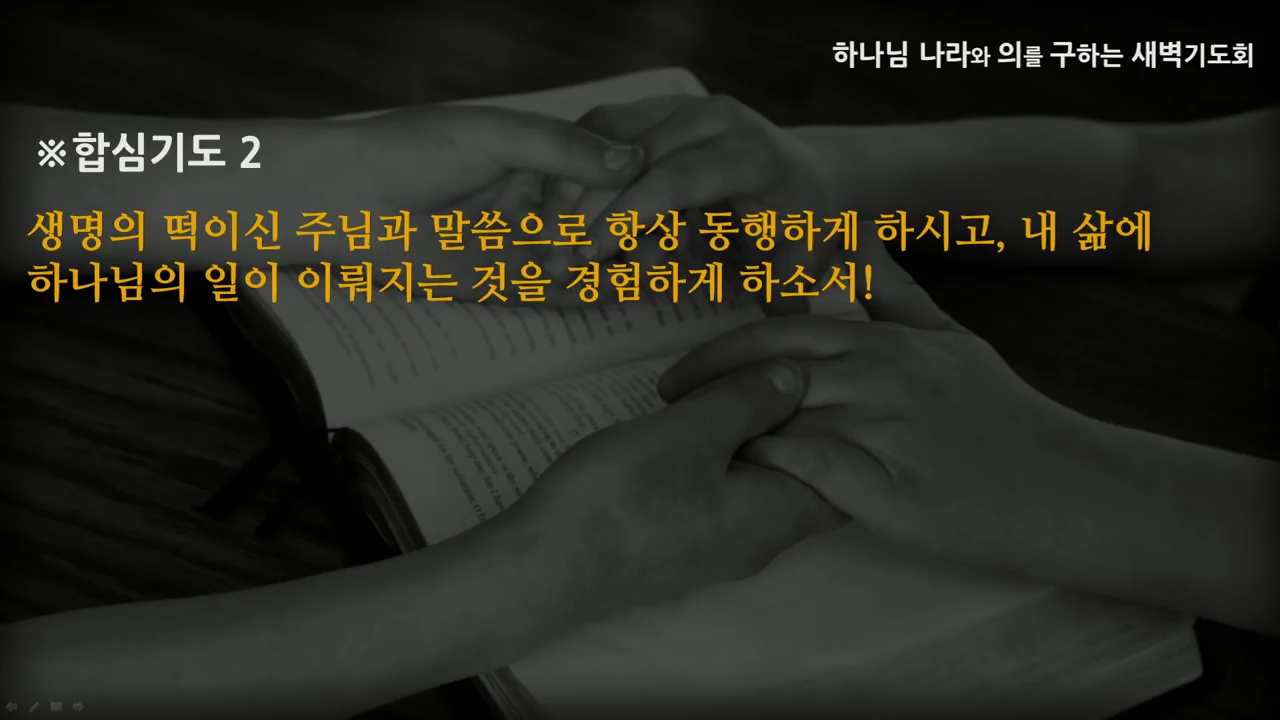 하나님 나라와 의를 구하는 새벽기도회
※합심기도 2
생명의 떡이신 주님과 말씀으로 항상 동행하게 하시고, 내 삶에
하나님의 일이 이뤄지는 것을 경험하게 하소서!